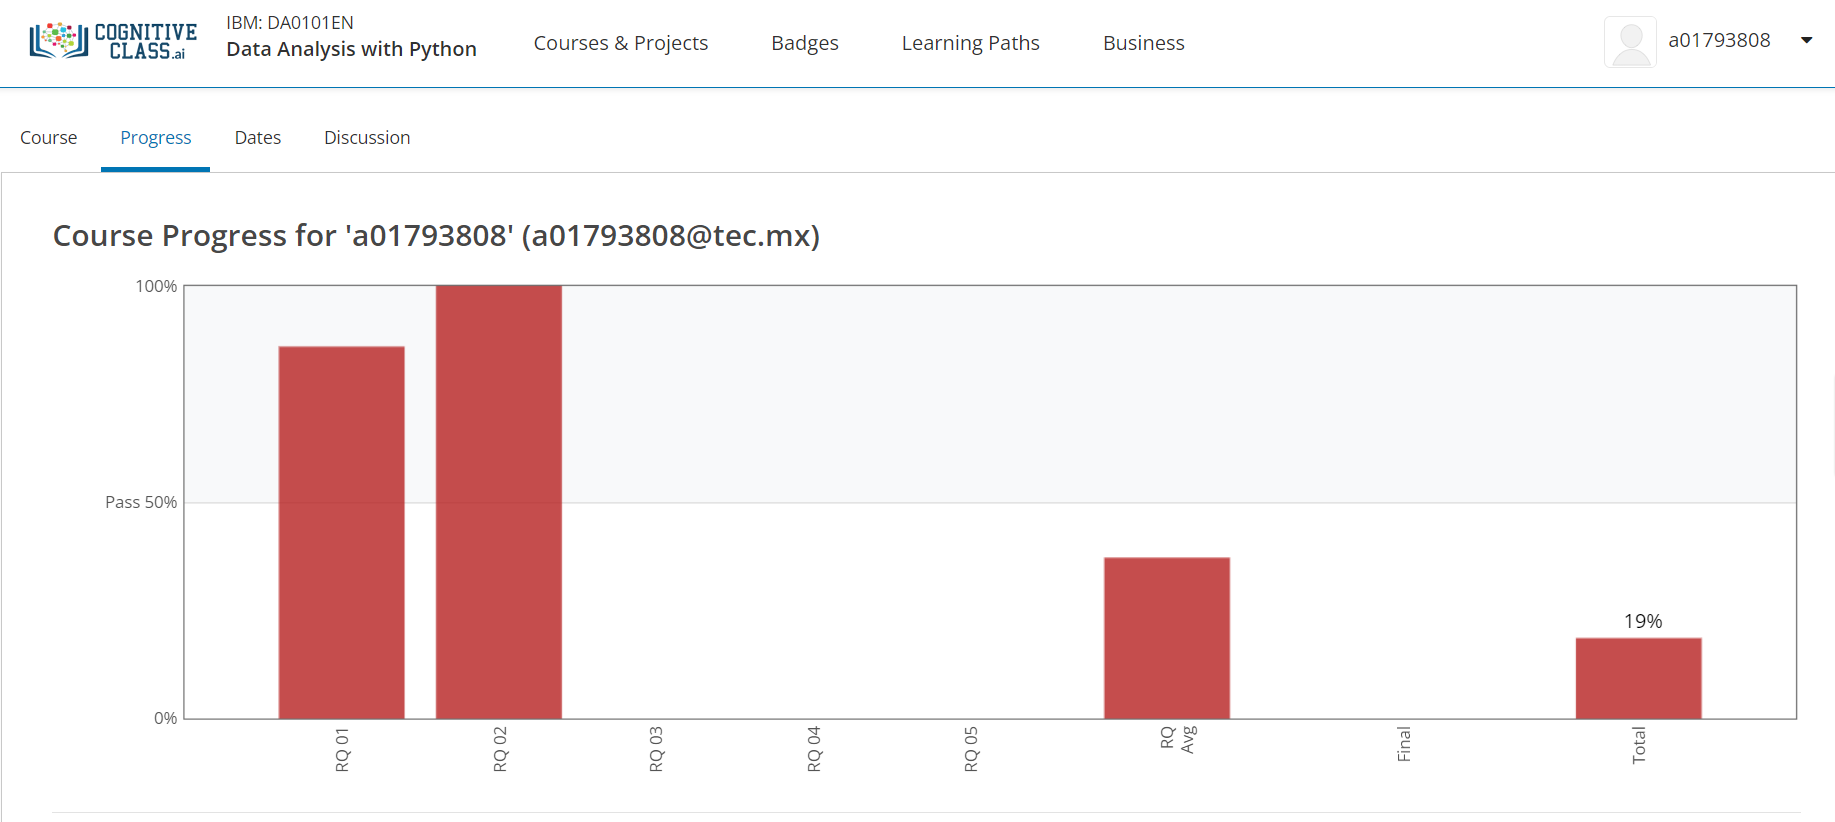 COGNITIVE
CLASS.ai
IBM: DA0101EN
Data Analysis with Python
Courses & Projects
Badges
Learning Paths
Business
a01793808
Course
Progress
Dates
Discussion
Course Progress for 'a01793808' (a01793808@tec.mx)
100%
Pass 50%
0%
19%
RQ 01
RQ 02
RQ 03
RQ 04
RQ 05
RQ
Avg
Final
Total